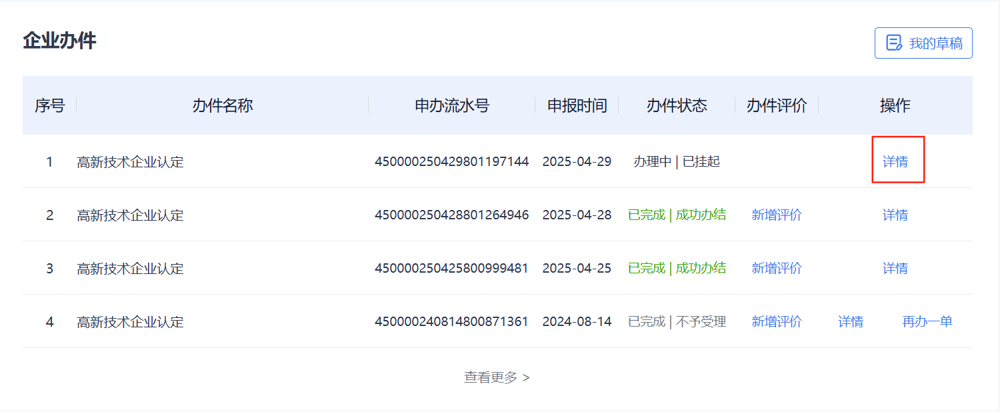 企业办件
我的草稿
序号 办件名称 申办流水号 申报时间 办件状态 办件评价 操作
1 高新技术企业认定 450000250429801197144 2025-04-29 办理中 | 已挂起 详情
2 高新技术企业认定 450000250428801264946 2025-04-28 已完成 | 成功办结 新增评价 详情
3 高新技术企业认定 450000250425800999481 2025-04-25 已完成 | 成功办结 新增评价 详情
4 高新技术企业认定 450000240814800871361 2024-08-14 已完成 | 不予受理 新增评价 详情 再办一单
查看更多 >